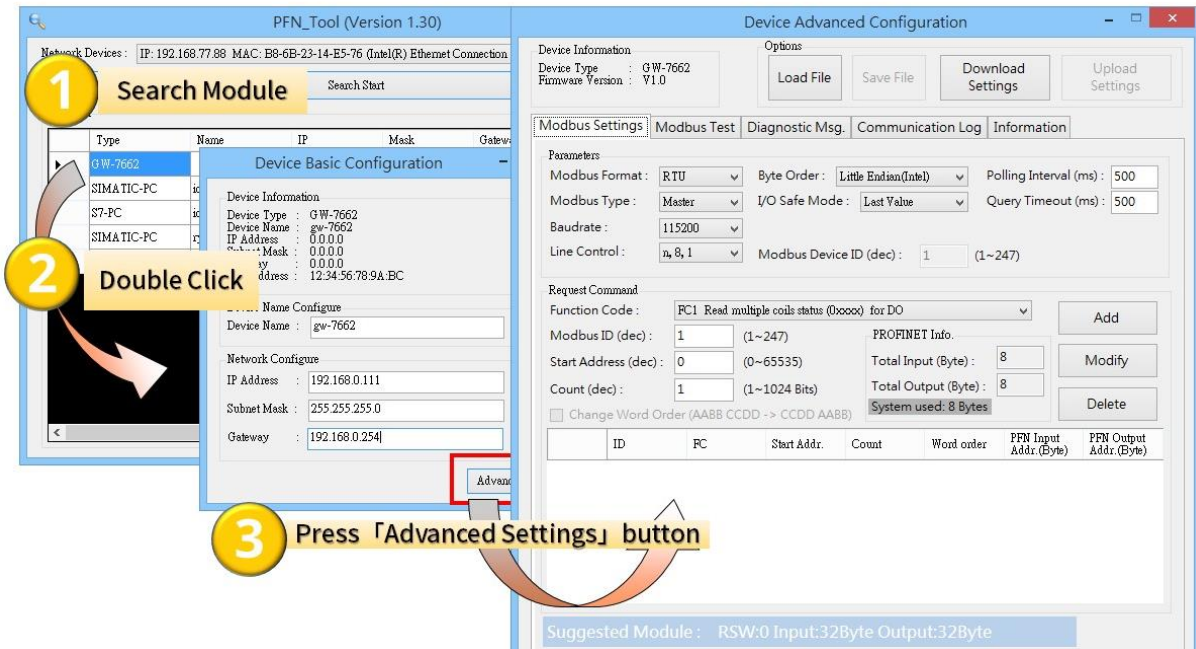 PFN_Tool (Version 1.30)
Network Devices : IP: 192.168.77.88 MAC: B8-6B-23-14-E5-76 (Intel(R) Ethernet Connection
1
Search Module
Search Start
Type Name IP Mask
GW-7662
SIMATIC-PC
S7-PC
SIMATIC-PC
2
Double Click
Device Basic Configuration
Device Information
Device Type : GW-7662
Device Name : gw-7662
IP Address : 0.0.0.0
Mask : 0.0.0.0
: 0.0.0.0
: 12:34:56:78:9A:BC
Name Configure
Device Name : gw-7662
Network Configure
IP Address : 192.168.0.111
Subnet Mask : 255.255.255.0
Gateway : 192.168.0.254
3
Press「Advanced Settings」button
Device Advanced Configuration
Device Information
Device Type : GW-7662
Firmware Version : V1.0
Options
Load File
Save File
Download Settings
Upload Settings
Modbus Settings Modbus Test Diagnostic Msg. Communication Log Information
Parameters
Modbus Format : RTU Byte Order : Little Endian(Intel) Polling Interval (ms) : 500
Modbus Type : Master I/O Safe Mode : Last Value Query Timeout (ms) : 500
Baudrate : 115200
Line Control : n, 8, 1 Modbus Device ID (dec) : 1 (1~247)
Request Command
Function Code : FC1 Read multiple coils status (0xxxx) for DO
Modbus ID (dec) : 1 (1~247)
Start Address (dec) : 0 (0~65535)
Count (dec) : 1 (1~1024 Bits)
Change Word Order (AABB CCDD -> CCDD AABB)
PROFINET Info.
Total Input (Byte) : 8
Total Output (Byte) : 8
System used: 8 Bytes
Add
Modify
Delete
ID FC Start Addr. Count Word order PFN Input Addr.(Byte) PFN Output Addr.(Byte)
Suggested Module : RSW:0 Input:32Byte Output:32Byte